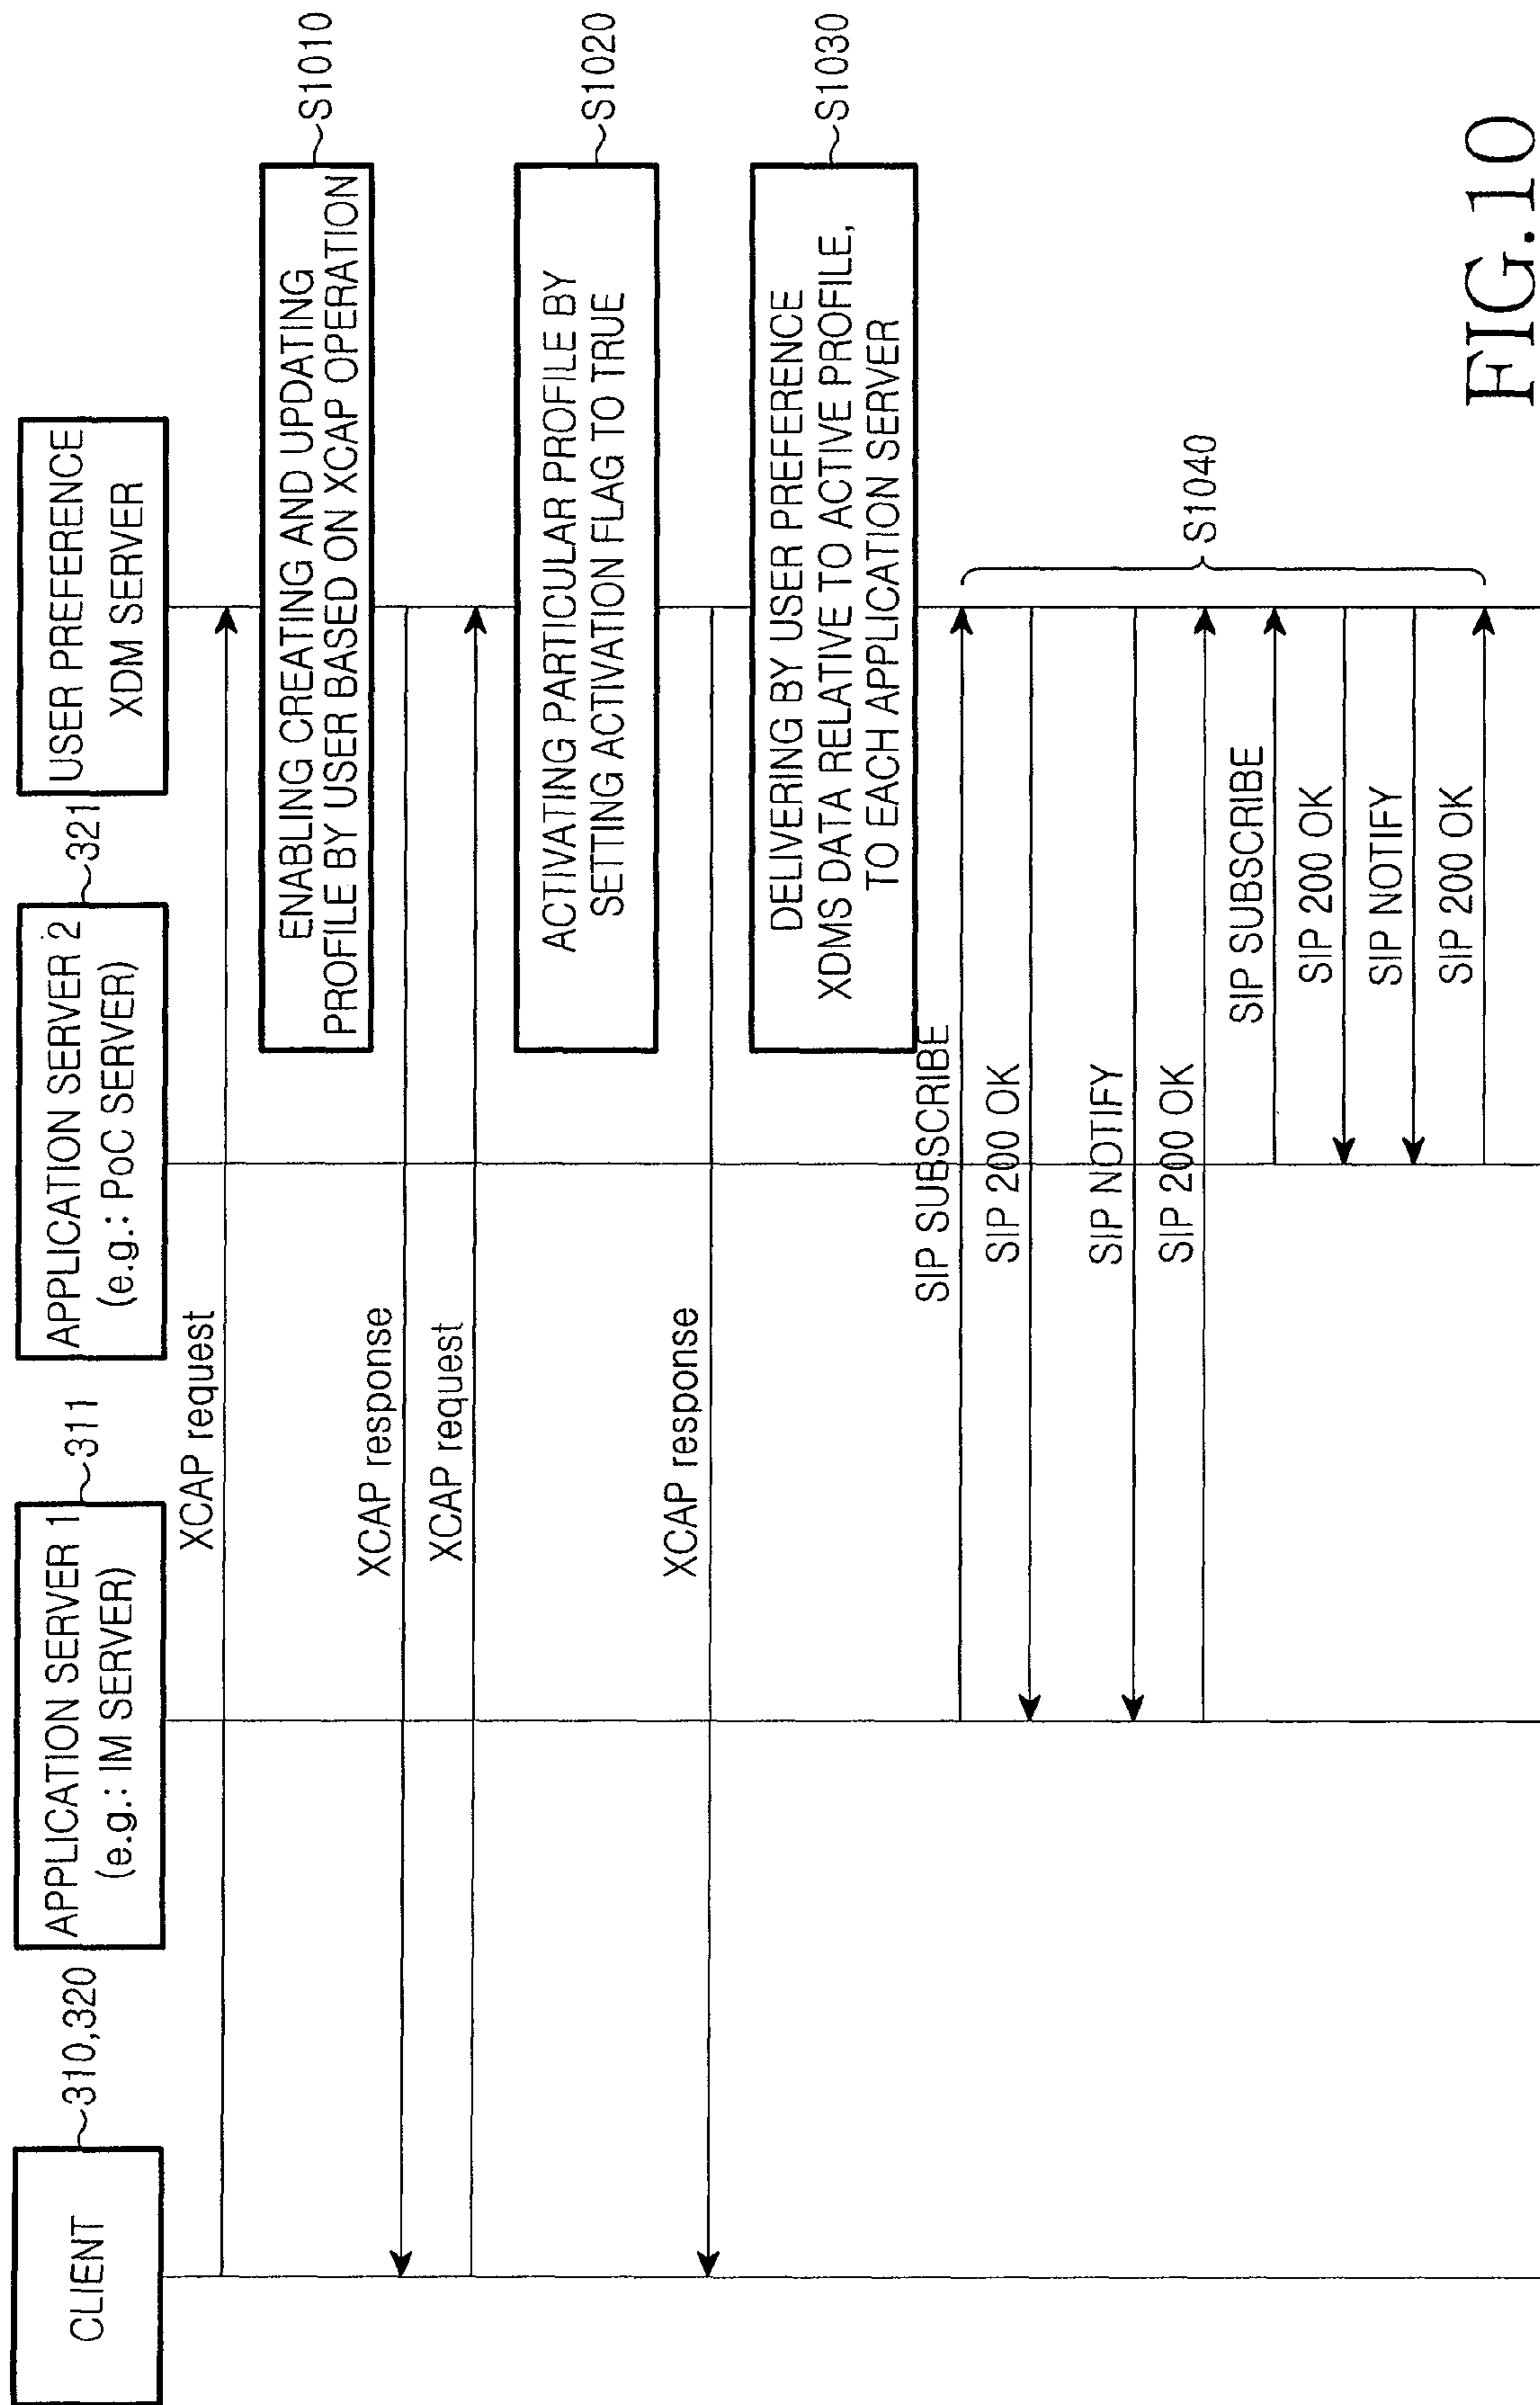 CLIENT
310,320
APPLICATION SERVER 1
(e.g.: IM SERVER)
311
APPLICATION SERVER 2
(e.g.: PoC SERVER)
321
USER PREFERENCE
XDM SERVER
XCAP request
ENABLING CREATING AND UPDATING
PROFILE BY USER BASED ON XCAP OPERATION
S1010
XCAP response
XCAP request
ACTIVATING PARTICULAR PROFILE BY
SETTING ACTIVATION FLAG TO TRUE
S1020
XCAP response
DELIVERING BY USER PREFERENCE
XDMS DATA RELATIVE TO ACTIVE PROFILE,
TO EACH APPLICATION SERVER
S1030
SIP SUBSCRIBE
SIP 200 OK
SIP NOTIFY
SIP 200 OK
S1040
SIP SUBSCRIBE
SIP 200 OK
SIP NOTIFY
SIP 200 OK
FIG.10